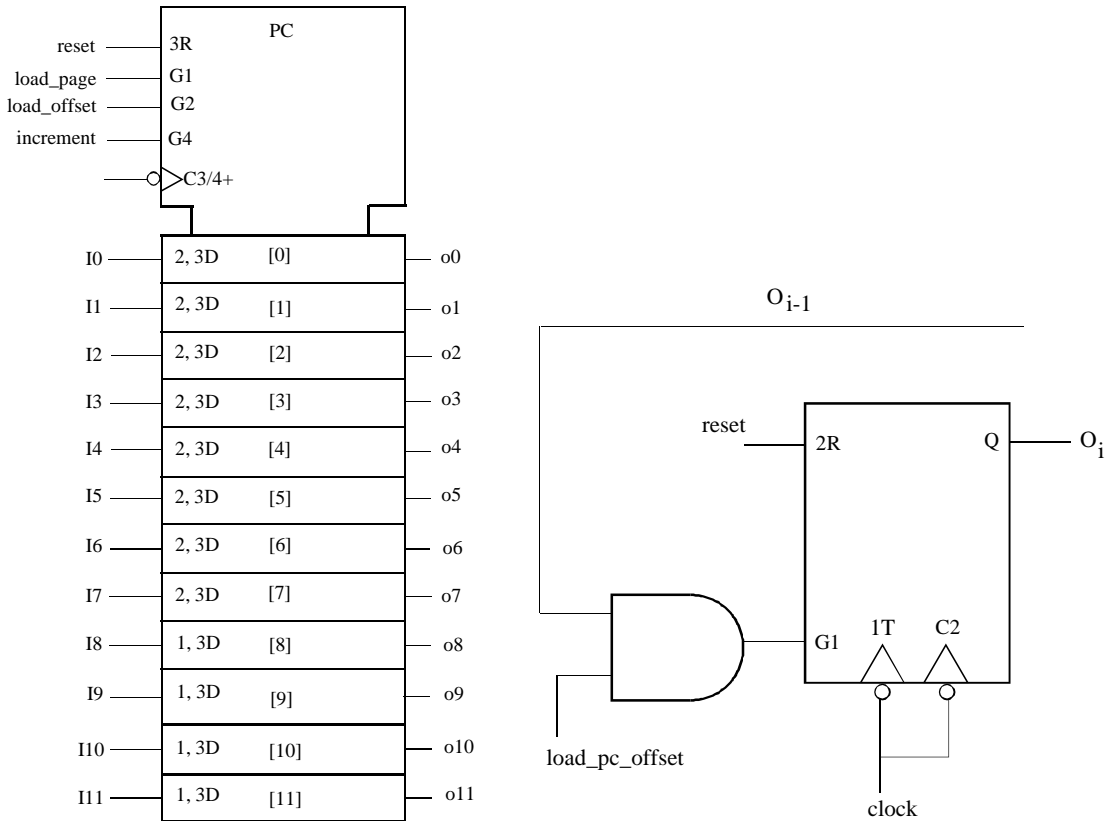 PC
reset 3R
load_page G1
load_offset G2
increment G4
C3/4+
I0 2, 3D [0] o0
I1 2, 3D [1] o1
I2 2, 3D [2] o2
I3 2, 3D [3] o3
I4 2, 3D [4] o4
I5 2, 3D [5] o5
I6 2, 3D [6] o6
I7 2, 3D [7] o7
I8 1, 3D [8] o8
I9 1, 3D [9] o9
I10 1, 3D [10] o10
I11 1, 3D [11] o11
O i-1
reset 2R Q O i
G1 1T C2
load_pc_offset
clock